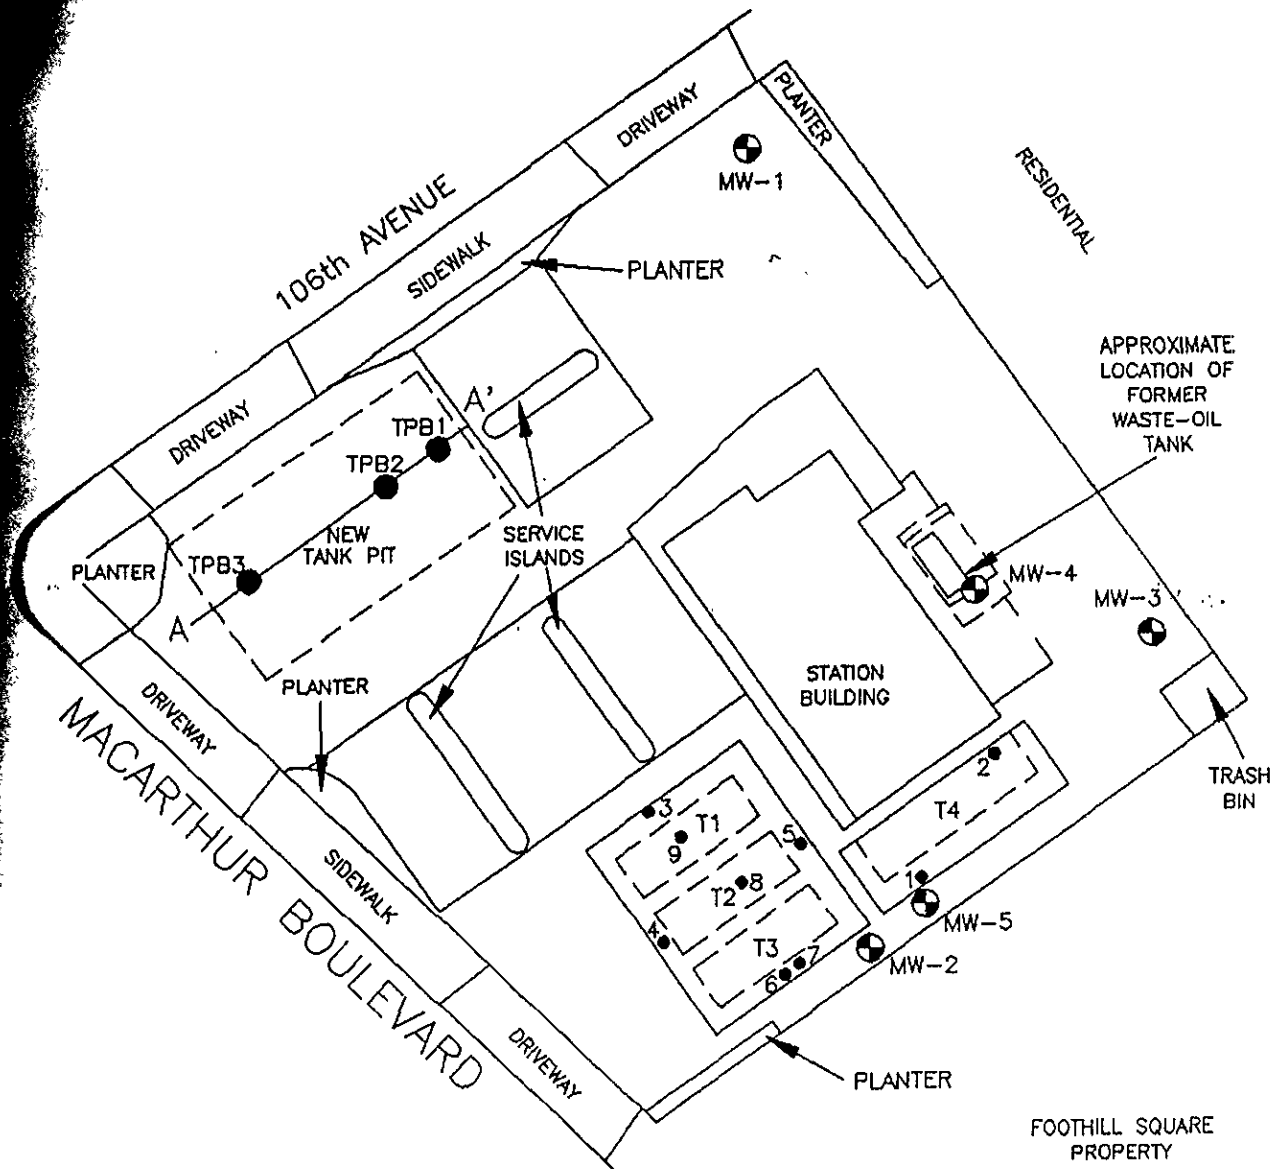 PLANTER
DRIVEWAY
MW-1
RESIDENTIAL
106th AVENUE
SIDEWALK
PLANTER
APPROXIMATE
LOCATION OF
FORMER
WASTE-OIL
TANK
DRIVEWAY
A'
TPB1
TPB2
NEW
TANK PIT
SERVICE
ISLANDS
PLANTER
TPB3
A
MW-4
MW-3
STATION
BUILDING
PLANTER
DRIVEWAY
MACARTHUR BOULEVARD
TRASH
BIN
2
T4
1
3
T1
9
5
T2
8
4
T3
7
6
MW-5
MW-2
SIDEWALK
DRIVEWAY
PLANTER
FOOTHILL SQUARE
PROPERTY